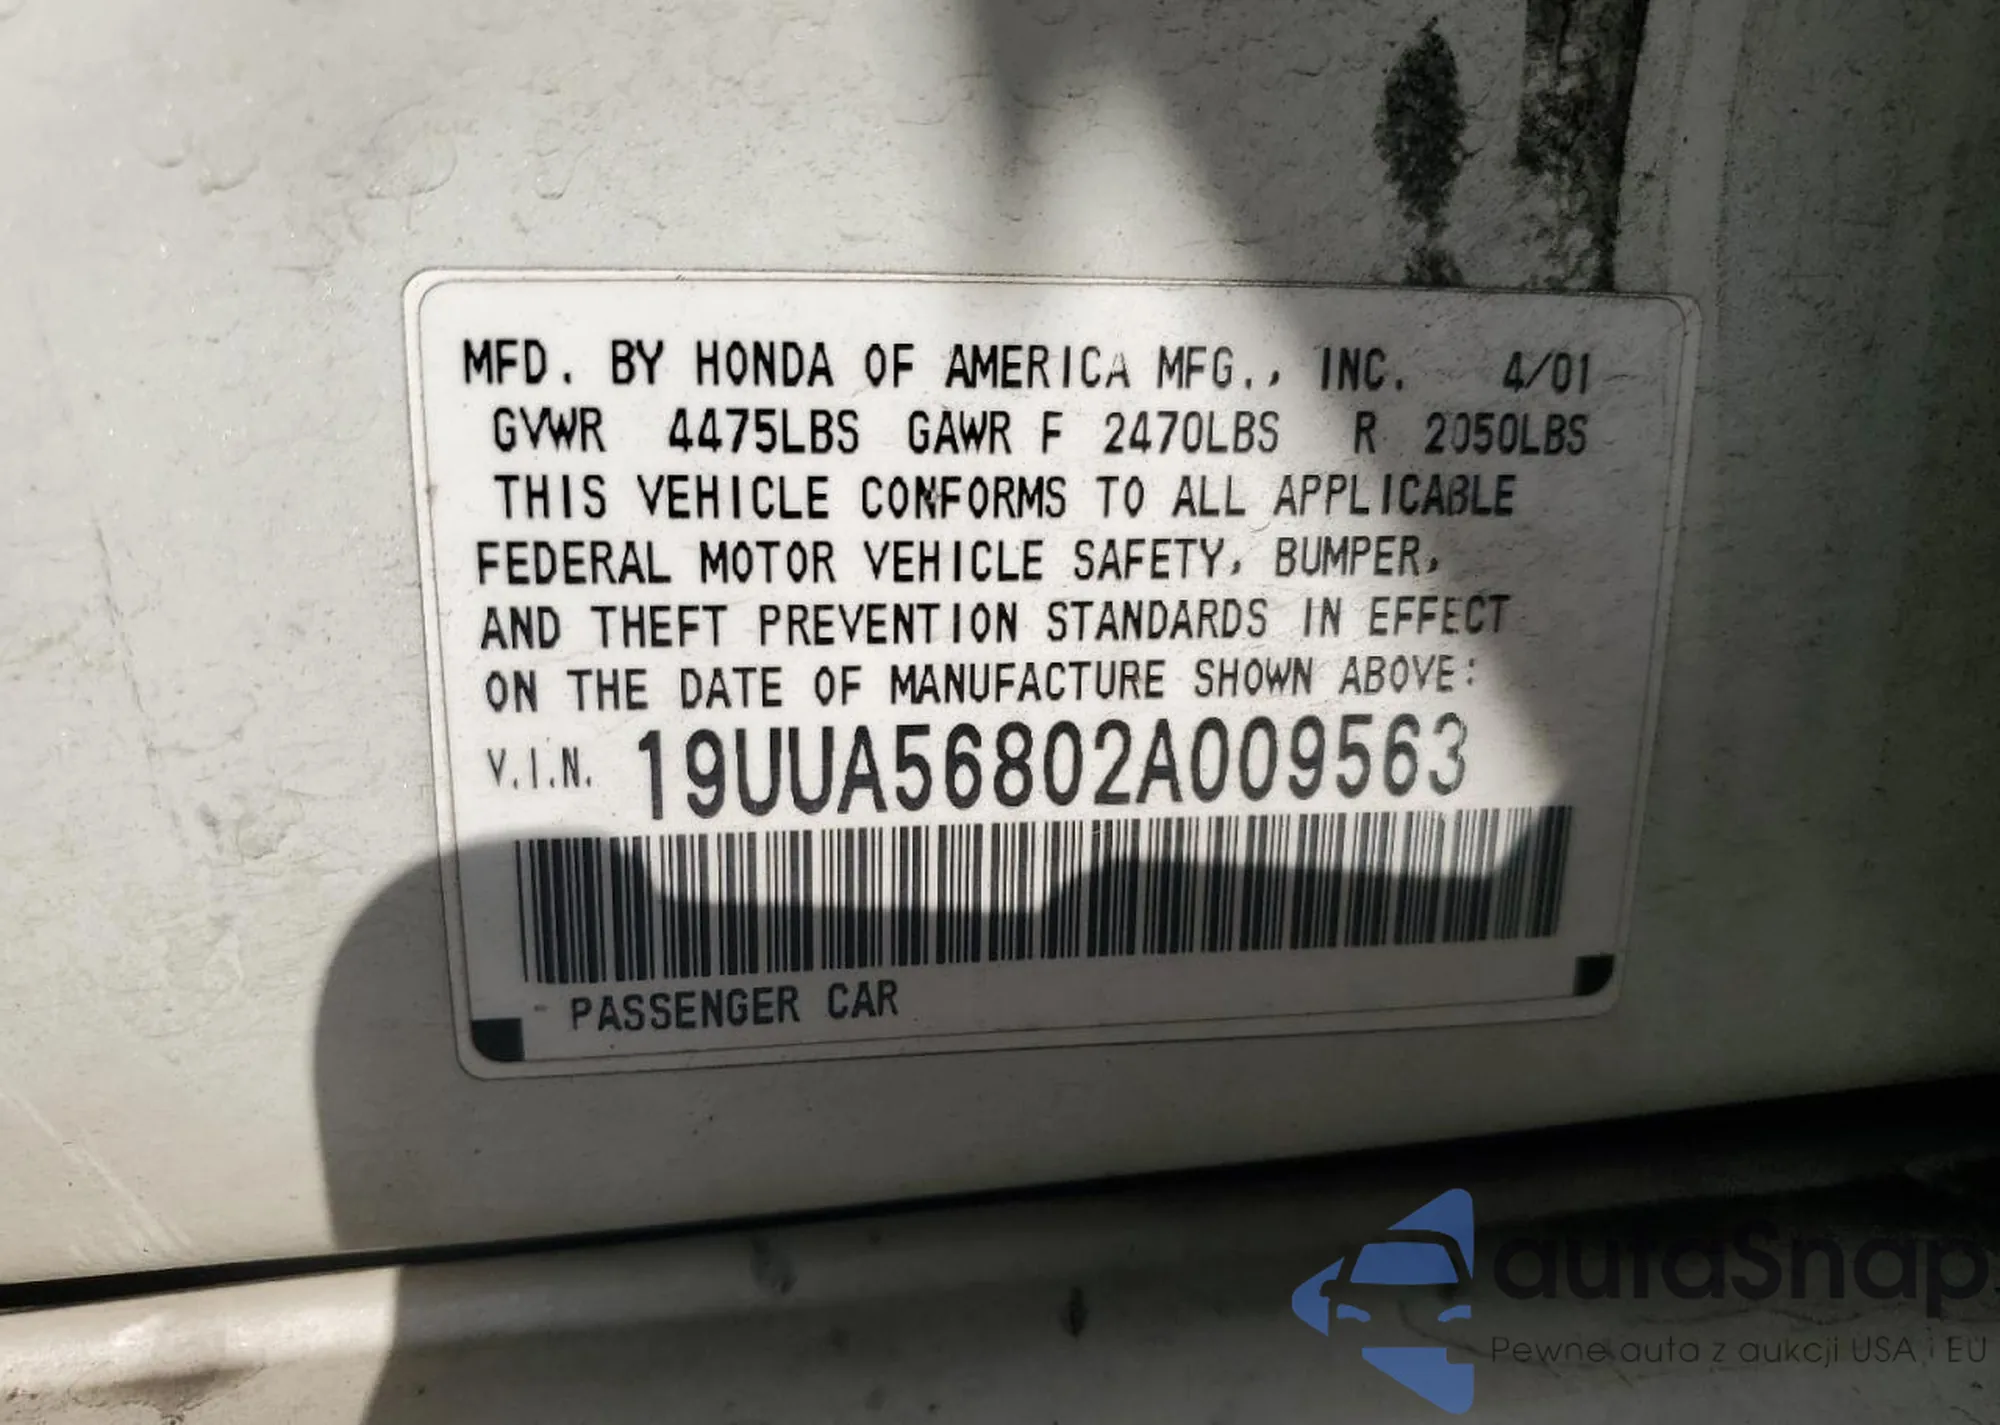 MFD. BY HONDA OF AMERICA MFG., INC. 4/01
GVWR 4475LBS GAWR F 2470LBS R 2050LBS
THIS VEHICLE CONFORMS TO ALL APPLICABLE
FEDERAL MOTOR VEHICLE SAFETY, BUMPER,
AND THEFT PREVENTION STANDARDS IN EFFECT
ON THE DATE OF MANUFACTURE SHOWN ABOVE:
V.I.N. 19UUA56802A009563
PASSENGER CAR
autaSnap
Pewne auta z aukcji USA i EU